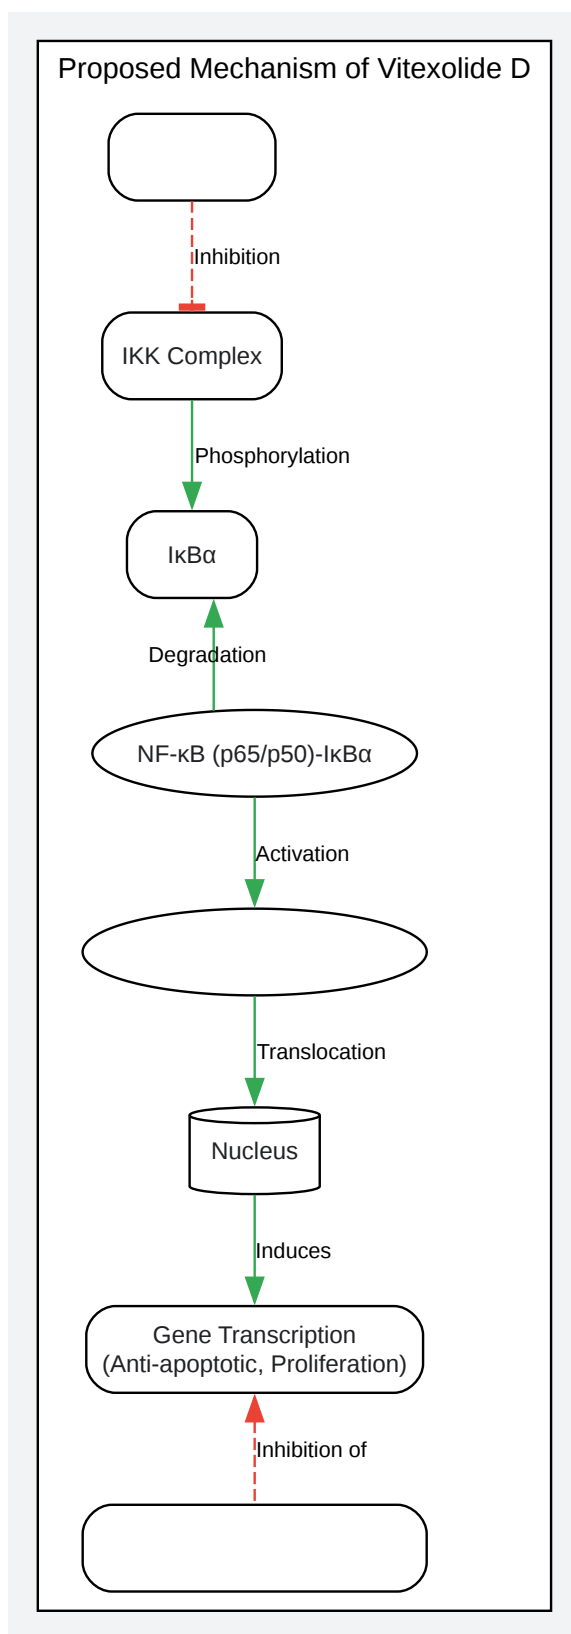 Proposed Mechanism of Vitexolide D
Inhibition
IKK Complex
Phosphorylation
IκBα
Degradation
NF-κB (p65/p50)-IκBα
Activation
Translocation
Nucleus
Induces
Gene Transcription
(Anti-apoptotic, Proliferation)
Inhibition of